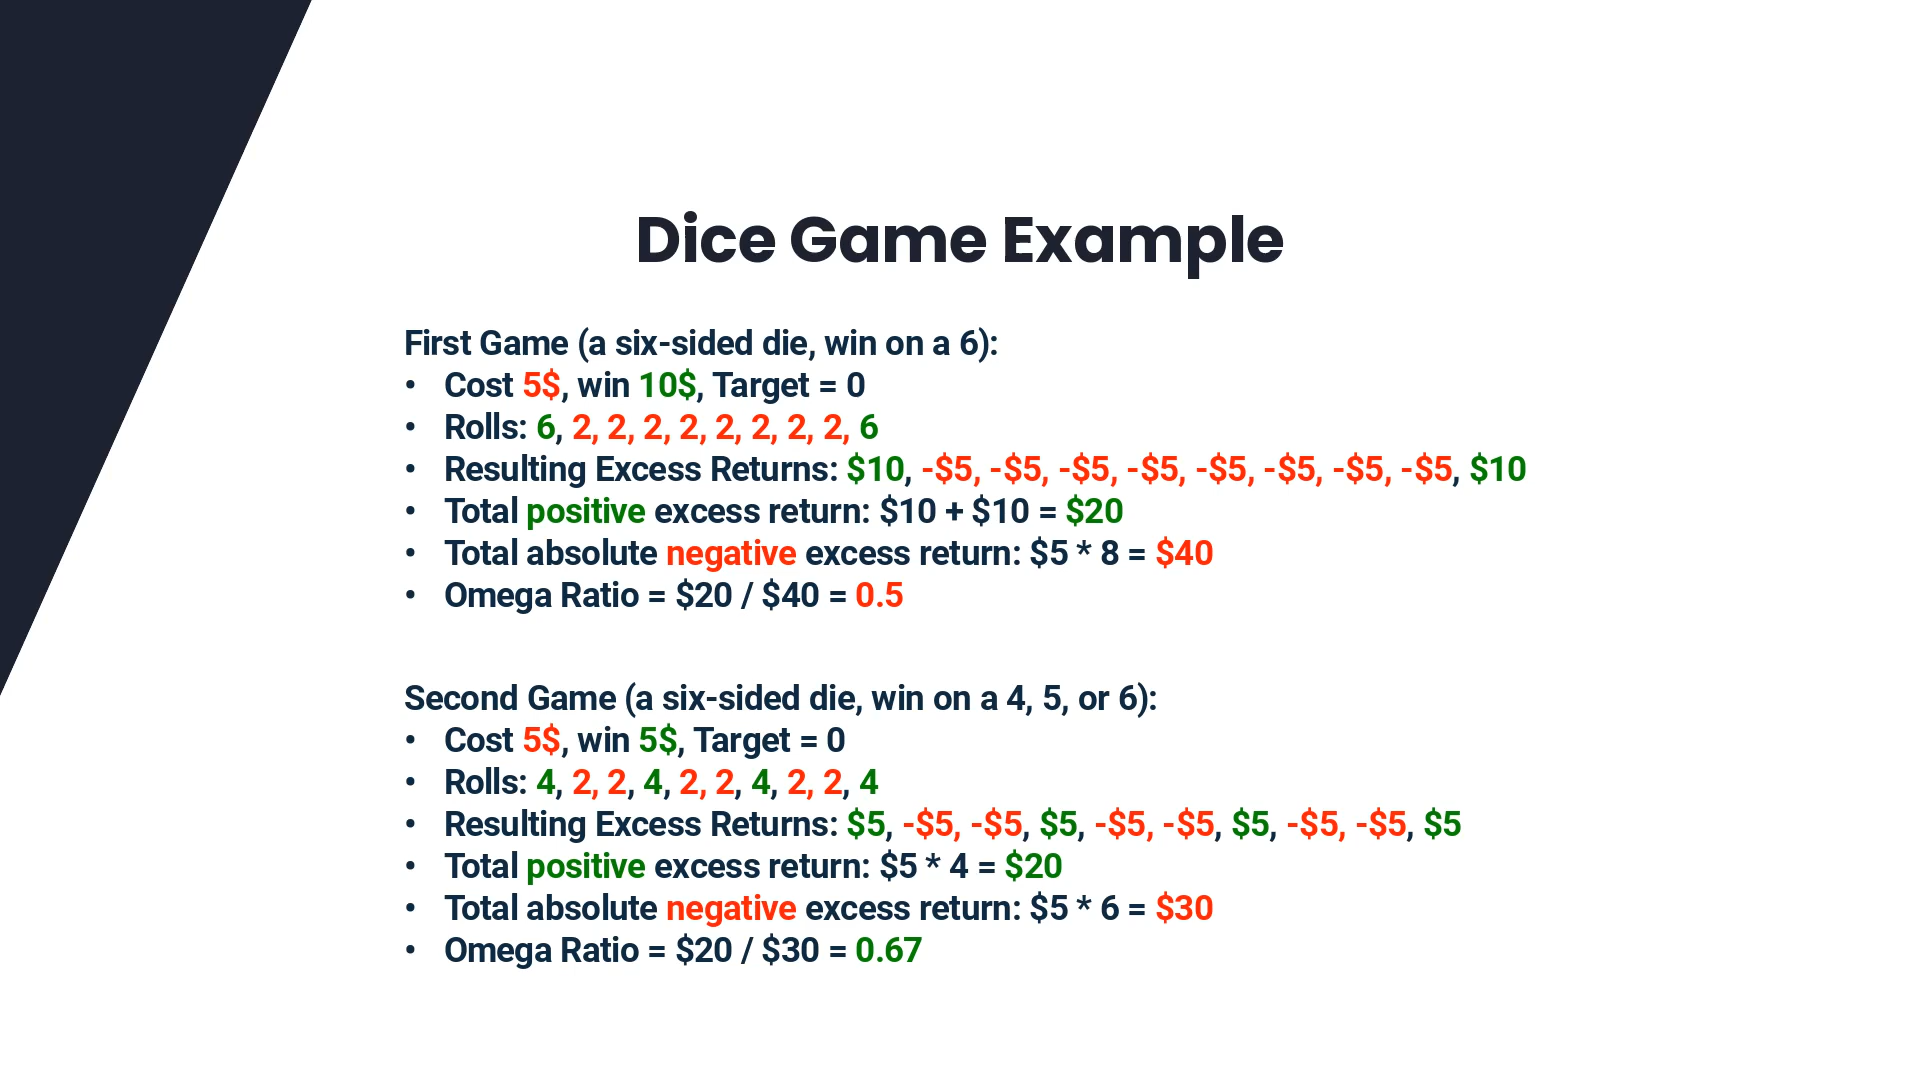 Dice Game Example
First Game (a six-sided die, win on a 6):
• Cost 5$, win 10$, Target = 0
• Rolls: 6, 2, 2, 2, 2, 2, 2, 2, 2, 6
• Resulting Excess Returns: $10, -$5, -$5, -$5, -$5, -$5, -$5, -$5, -$5, $10
• Total positive excess return: $10 + $10 = $20
• Total absolute negative excess return: $5 * 8 = $40
• Omega Ratio = $20 / $40 = 0.5
Second Game (a six-sided die, win on a 4, 5, or 6):
• Cost 5$, win 5$, Target = 0
• Rolls: 4, 2, 2, 4, 2, 2, 4, 2, 2, 4
• Resulting Excess Returns: $5, -$5, -$5, $5, -$5, -$5, $5, -$5, -$5, $5
• Total positive excess return: $5 * 4 = $20
• Total absolute negative excess return: $5 * 6 = $30
• Omega Ratio = $20 / $30 = 0.67